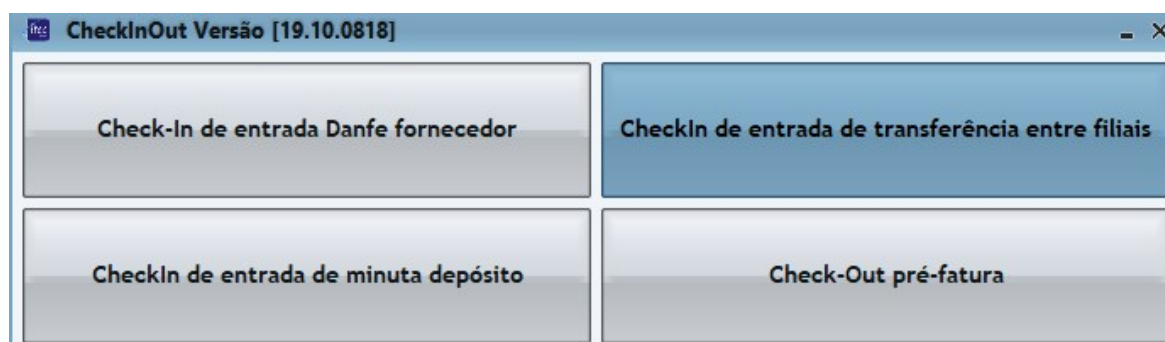 itec CheckInOut Versão [19.10.0818]
Check-In de entrada Danfe fornecedor
CheckIn de entrada de transferência entre filiais
CheckIn de entrada de minuta depósito
Check-Out pré-fatura